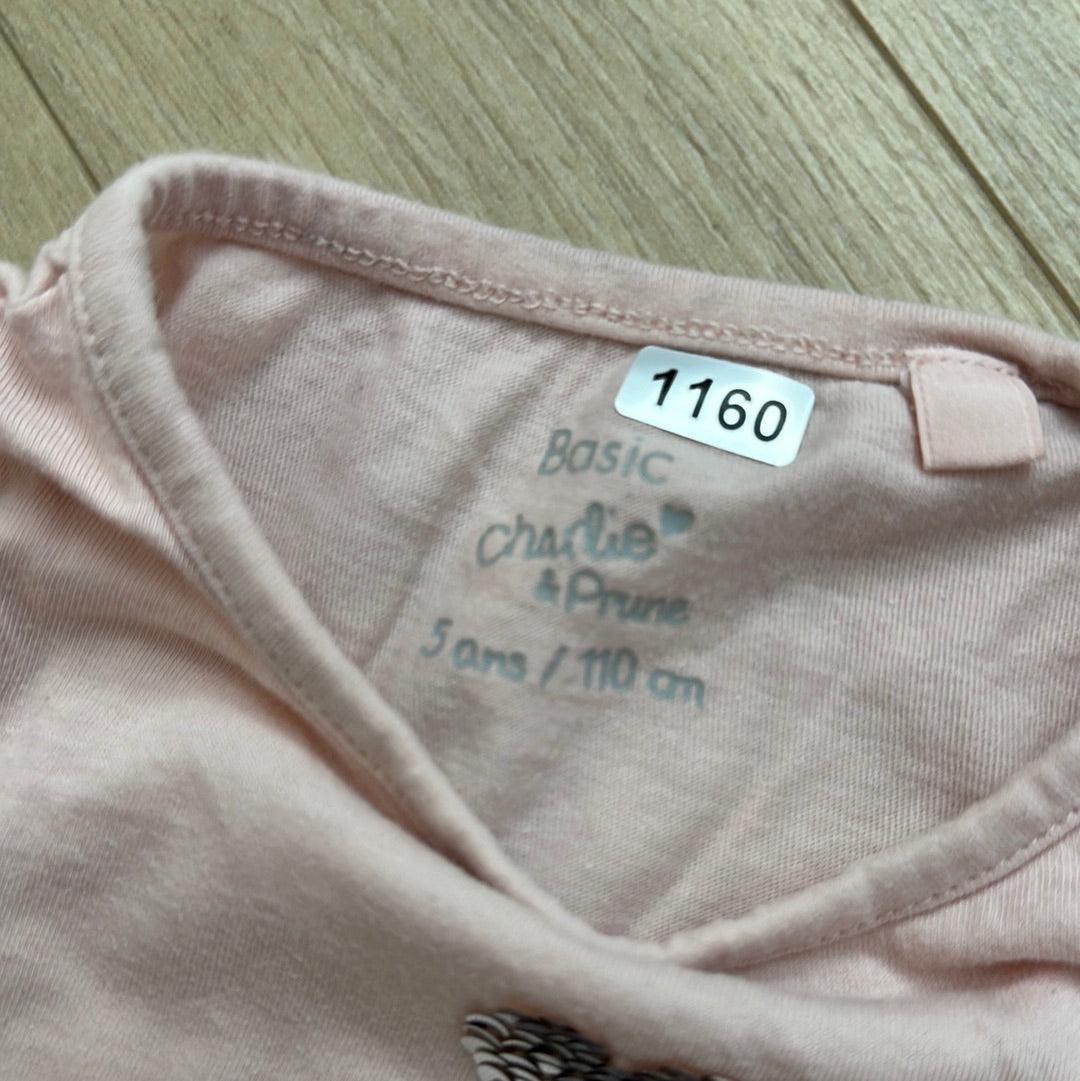 1160
Basic
Charlie
& Prune
5 ans / 110 cm